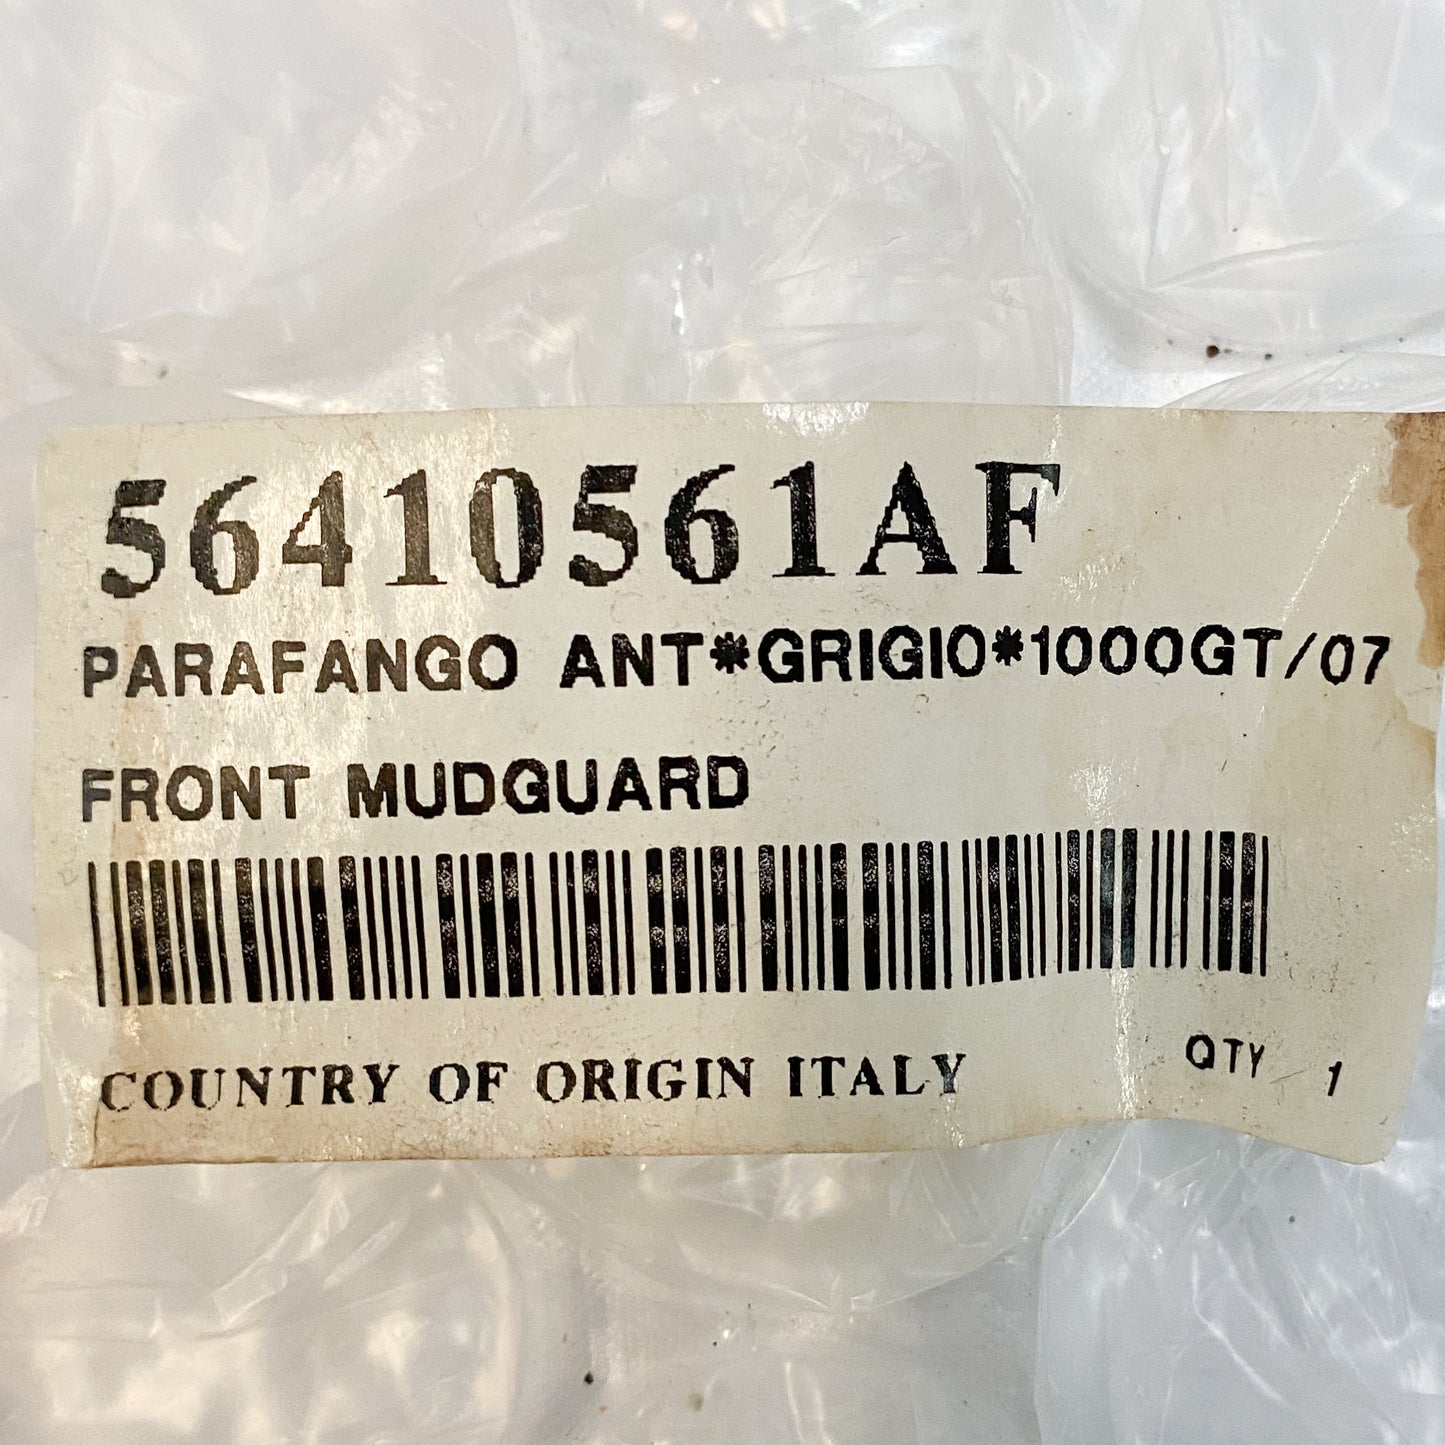 56410561AF
PARAFANGO ANT*GRIGIO*1000GT/07
FRONT MUDGUARD
COUNTRY OF ORIGIN ITALY
QTY 1